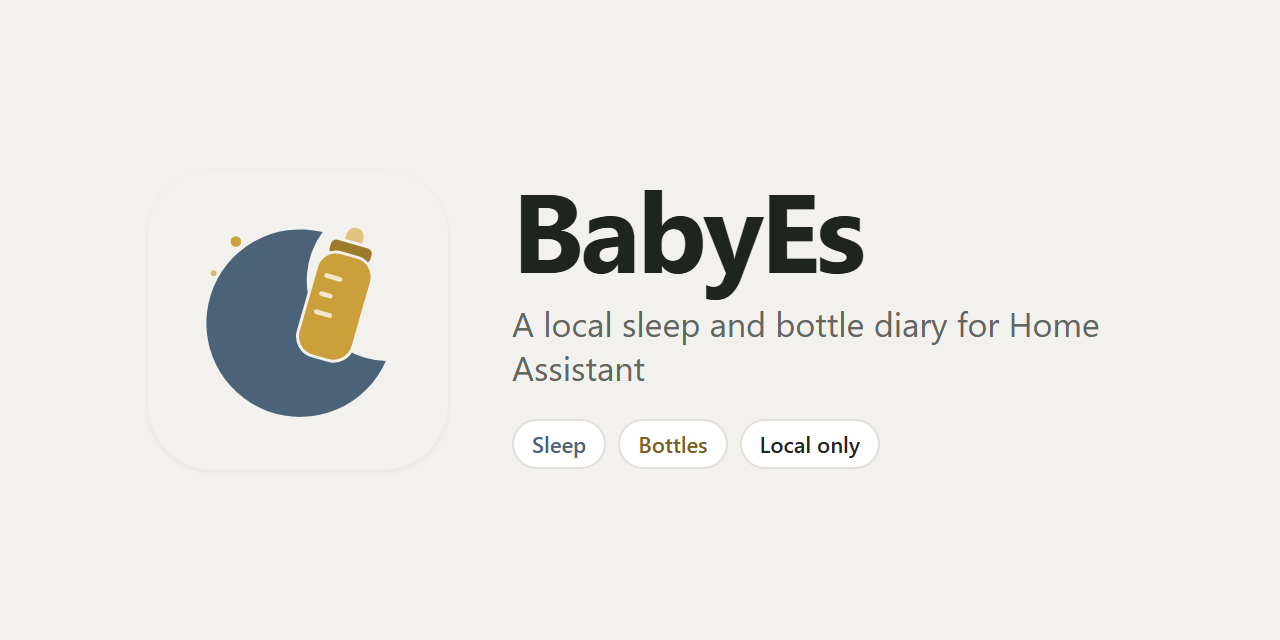 BabyEs
A local sleep and bottle diary for Home
Assistant
Sleep Bottles Local only